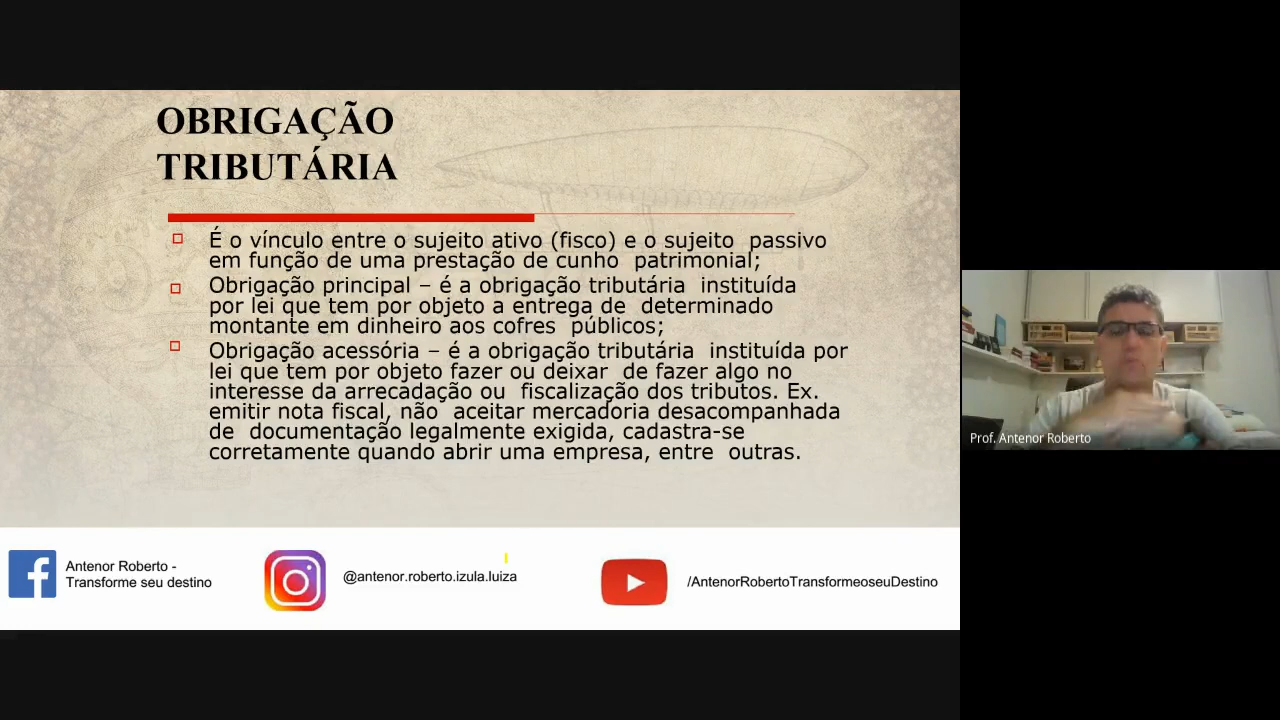 OBRIGAÇÃO
TRIBUTÁRIA
É o vínculo entre o sujeito ativo (fisco) e o sujeito passivo
em função de uma prestação de cunho patrimonial;
Obrigação principal – é a obrigação tributária instituída
por lei que tem por objeto a entrega de determinado
montante em dinheiro aos cofres públicos;
Obrigação acessória – é a obrigação tributária instituída por
lei que tem por objeto fazer ou deixar de fazer algo no
interesse da arrecadação ou fiscalização dos tributos. Ex.
emitir nota fiscal, não aceitar mercadoria desacompanhada
de documentação legalmente exigida, cadastra-se
corretamente quando abrir uma empresa, entre outras.
Prof. Antenor Roberto
Antenor Roberto -
Transforme seu destino
@antenor.roberto.izula.luiza
/AntenorRobertoTransformeoseuDestino